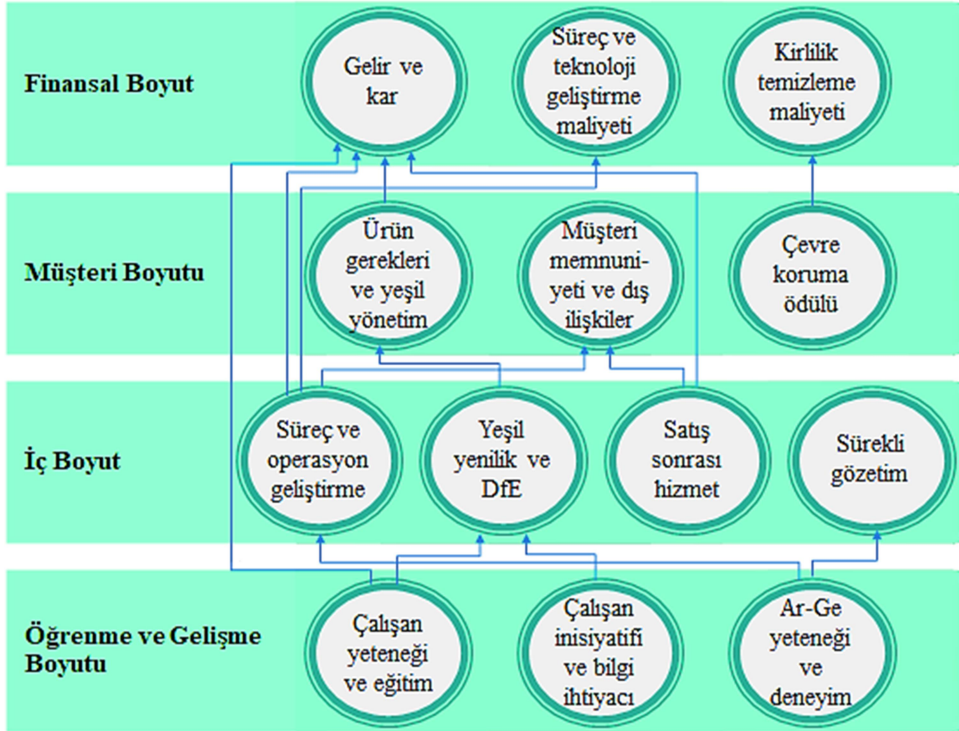 Finansal Boyut
Gelir ve
kar
Süreç ve
teknoloji
geliştirme
maliyeti
Kirlilik
temizleme
maliyeti
Müşteri Boyutu
Ürün
gerekleri
ve yeşil
yönetim
Müşteri
memnuni-
yeti ve dış
ilişkiler
Çevre
koruma
ödülü
İç Boyut
Süreç ve
operasyon
geliştirme
Yeşil
yenilik ve
DfE
Satış
sonrası
hizmet
Sürekli
gözetim
Öğrenme ve Gelişme
Boyutu
Çalışan
yeteneği
ve eğitim
Çalışan
inisiyatifi
ve bilgi
ihtiyacı
Ar-Ge
yeteneği
ve
deneyim